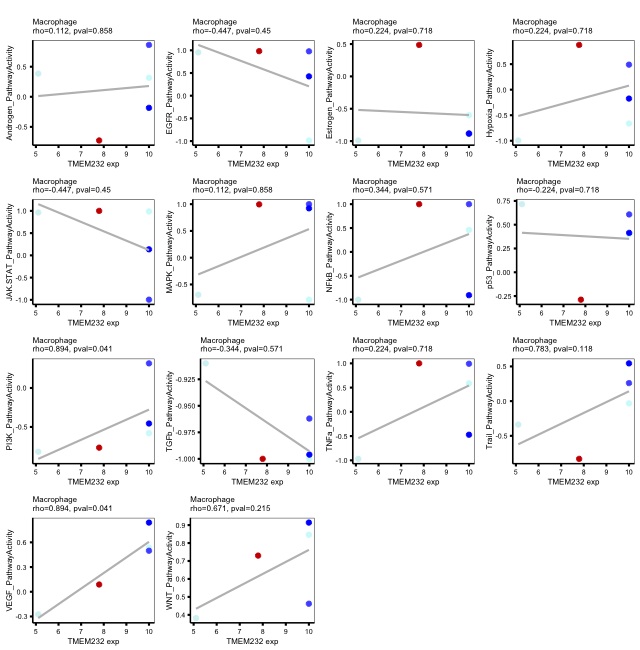 Macrophage
rho=0.112, pval=0.858
Androgen_PathwayActivity
0.5
0.0
-0.5
5 6 7 8 9 10
TMEM232 exp
Macrophage
rho=-0.447, pval=0.45
EGFR_PathwayActivity
1.0
0.5
0.0
-0.5
-1.0
5 6 7 8 9 10
TMEM232 exp
Macrophage
rho=0.224, pval=0.718
Estrogen_PathwayActivity
0.5
0.0
-0.5
-1.0
5 6 7 8 9 10
TMEM232 exp
Macrophage
rho=0.224, pval=0.718
Hypoxia_PathwayActivity
0.5
0.0
-0.5
-1.0
5 6 7 8 9 10
TMEM232 exp
Macrophage
rho=-0.447, pval=0.45
JAK.STAT_PathwayActivity
1.0
0.5
0.0
-0.5
-1.0
5 6 7 8 9 10
TMEM232 exp
Macrophage
rho=0.112, pval=0.858
MAPK_PathwayActivity
1.0
0.5
0.0
-0.5
5 6 7 8 9 10
TMEM232 exp
Macrophage
rho=0.344, pval=0.571
NFkB_PathwayActivity
1.0
0.5
0.0
-0.5
-1.0
5 6 7 8 9 10
TMEM232 exp
Macrophage
rho=-0.224, pval=0.718
p53_PathwayActivity
0.75
0.50
0.25
0.00
-0.25
5 6 7 8 9 10
TMEM232 exp
Macrophage
rho=0.894, pval=0.041
PI3K_PathwayActivity
0.0
-0.5
5 6 7 8 9 10
TMEM232 exp
Macrophage
rho=-0.344, pval=0.571
TGFb_PathwayActivity
-0.925
-0.950
-0.975
-1.000
5 6 7 8 9 10
TMEM232 exp
Macrophage
rho=0.224, pval=0.718
TNFa_PathwayActivity
1.0
0.5
0.0
-0.5
-1.0
5 6 7 8 9 10
TMEM232 exp
Macrophage
rho=0.783, pval=0.118
Trail_PathwayActivity
0.5
0.0
-0.5
5 6 7 8 9 10
TMEM232 exp
Macrophage
rho=0.894, pval=0.041
VEGF_PathwayActivity
0.6
0.3
0.0
-0.3
5 6 7 8 9 10
TMEM232 exp
Macrophage
rho=0.671, pval=0.215
WNT_PathwayActivity
0.9
0.8
0.7
0.6
0.5
0.4
5 6 7 8 9 10
TMEM232 exp